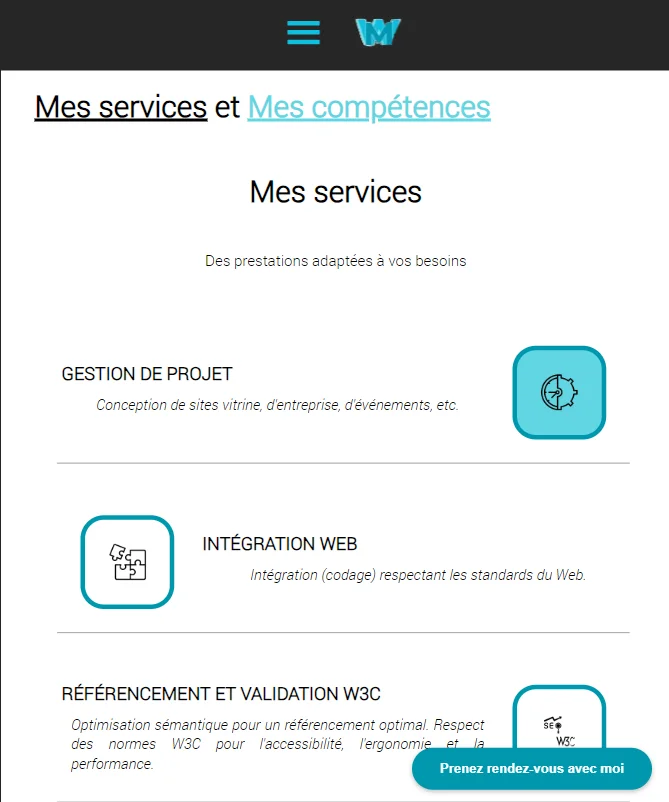 Mes services et Mes compétences
Mes services
Des prestations adaptées à vos besoins
GESTION DE PROJET
Conception de sites vitrine, d'entreprise, d'événements, etc.
INTÉGRATION WEB
Intégration (codage) respectant les standards du Web.
RÉFÉRENCEMENT ET VALIDATION W3C
Optimisation sémantique pour un référencement optimal. Respect
des normes W3C pour l'accessibilité, l'ergonomie et la
performance.
SEO
W3C
Prenez rendez-vous avec moi